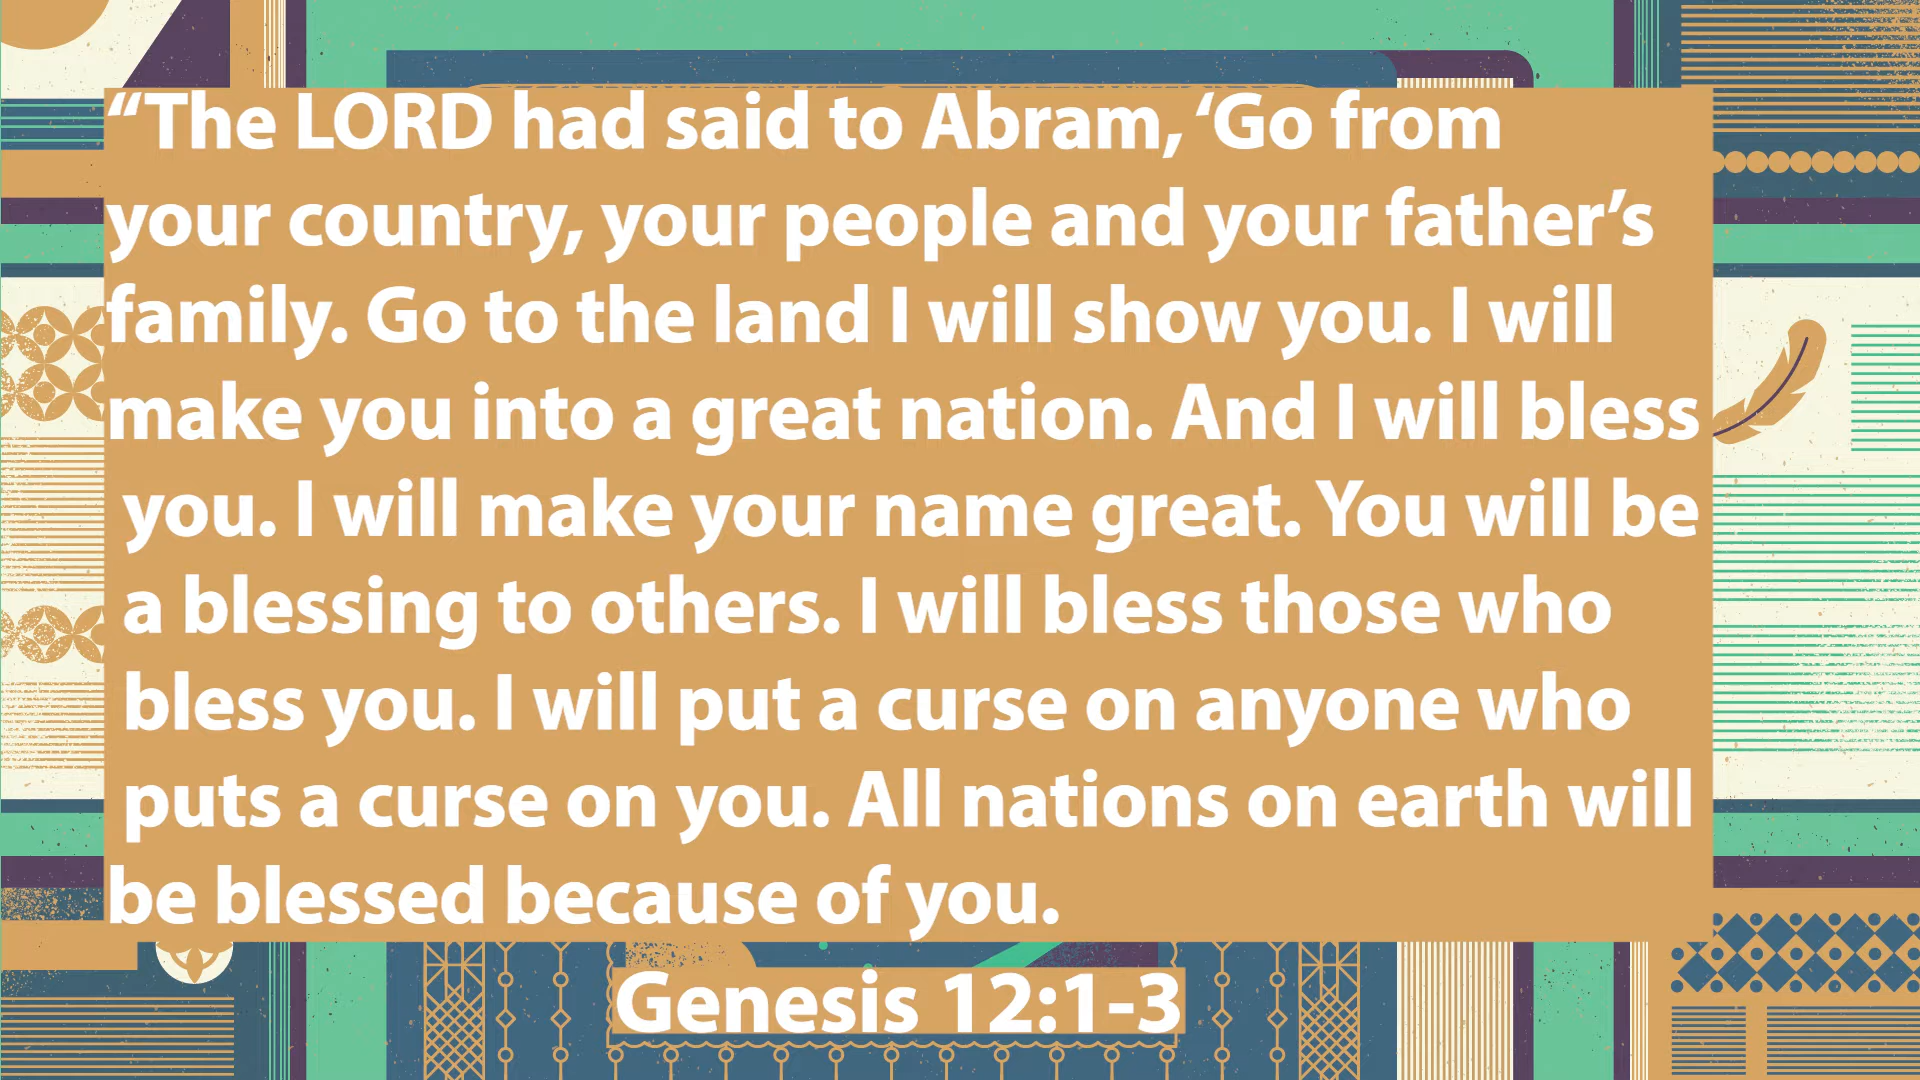 “The LORD had said to Abram, ‘Go from
your country, your people and your father’s
family. Go to the land I will show you. I will
make you into a great nation. And I will bless
you. I will make your name great. You will be
a blessing to others. I will bless those who
bless you. I will put a curse on anyone who
puts a curse on you. All nations on earth will
be blessed because of you.
Genesis 12:1-3